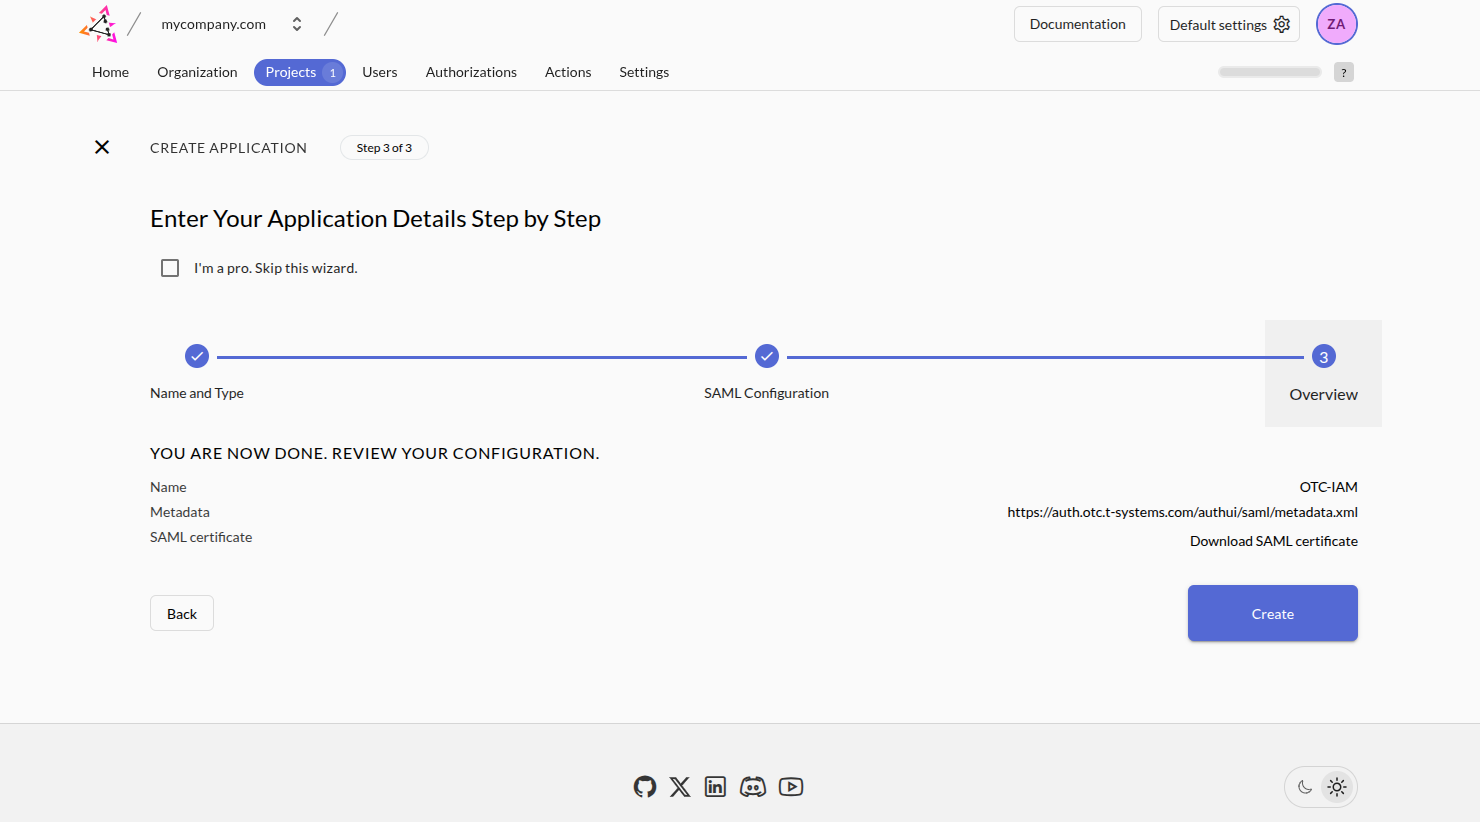 mycompany.com
Documentation
Default settings
ZA
Home
Organization
Projects 1
Users
Authorizations
Actions
Settings
?
CREATE APPLICATION
Step 3 of 3
Enter Your Application Details Step by Step
I'm a pro. Skip this wizard.
3
Name and Type
SAML Configuration
Overview
YOU ARE NOW DONE. REVIEW YOUR CONFIGURATION.
Name OTC-IAM
Metadata https://auth.otc.t-systems.com/authui/saml/metadata.xml
SAML certificate Download SAML certificate
Back
Create